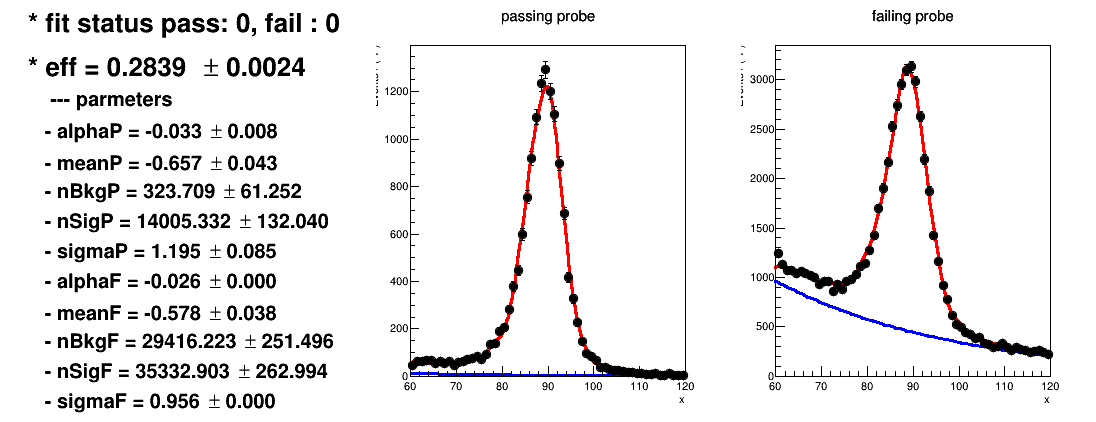 * fit status pass: 0, fail : 0
* eff = 0.2839 ± 0.0024
--- parmeters
- alphaP = -0.033 ± 0.008
- meanP = -0.657 ± 0.043
- nBkgP = 323.709 ± 61.252
- nSigP = 14005.332 ± 132.040
- sigmaP = 1.195 ± 0.085
- alphaF = -0.026 ± 0.000
- meanF = -0.578 ± 0.038
- nBkgF = 29416.223 ± 251.496
- nSigF = 35332.903 ± 262.994
- sigmaF = 0.956 ± 0.000
passing probe
1200
1000
800
600
400
200
0
60 70 80 90 100 110 120
x
failing probe
3000
2500
2000
1500
1000
500
0
60 70 80 90 100 110 120
x